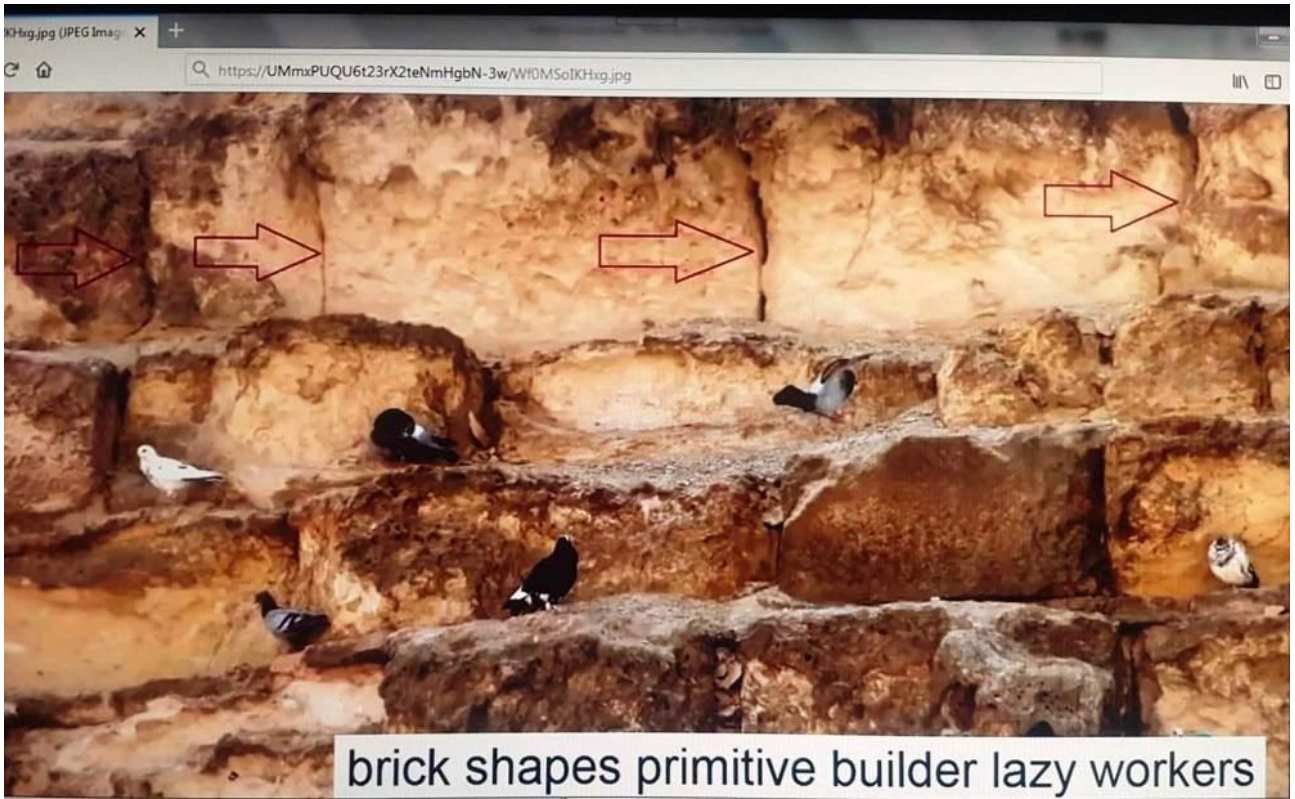 KHxg.jpg (JPEG Imag
https://UMmxPUQU6t23rX2teNmHgbN-3w/Wf0MSoIKHxg.jpg
brick shapes primitive builder lazy workers